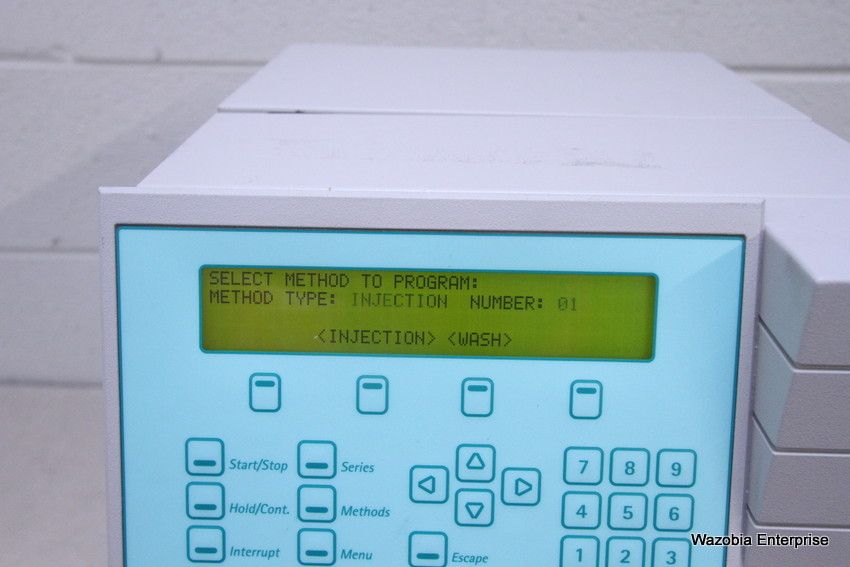 SELECT METHOD TO PROGRAM:
METHOD TYPE: INJECTION NUMBER: 01
<INJECTION> <WASH>
Start/Stop Series
7 8 9
Hold/Cont. Methods
4 5 6
Interrupt Menu Escape
1 2 3
Wazobia Enterprise